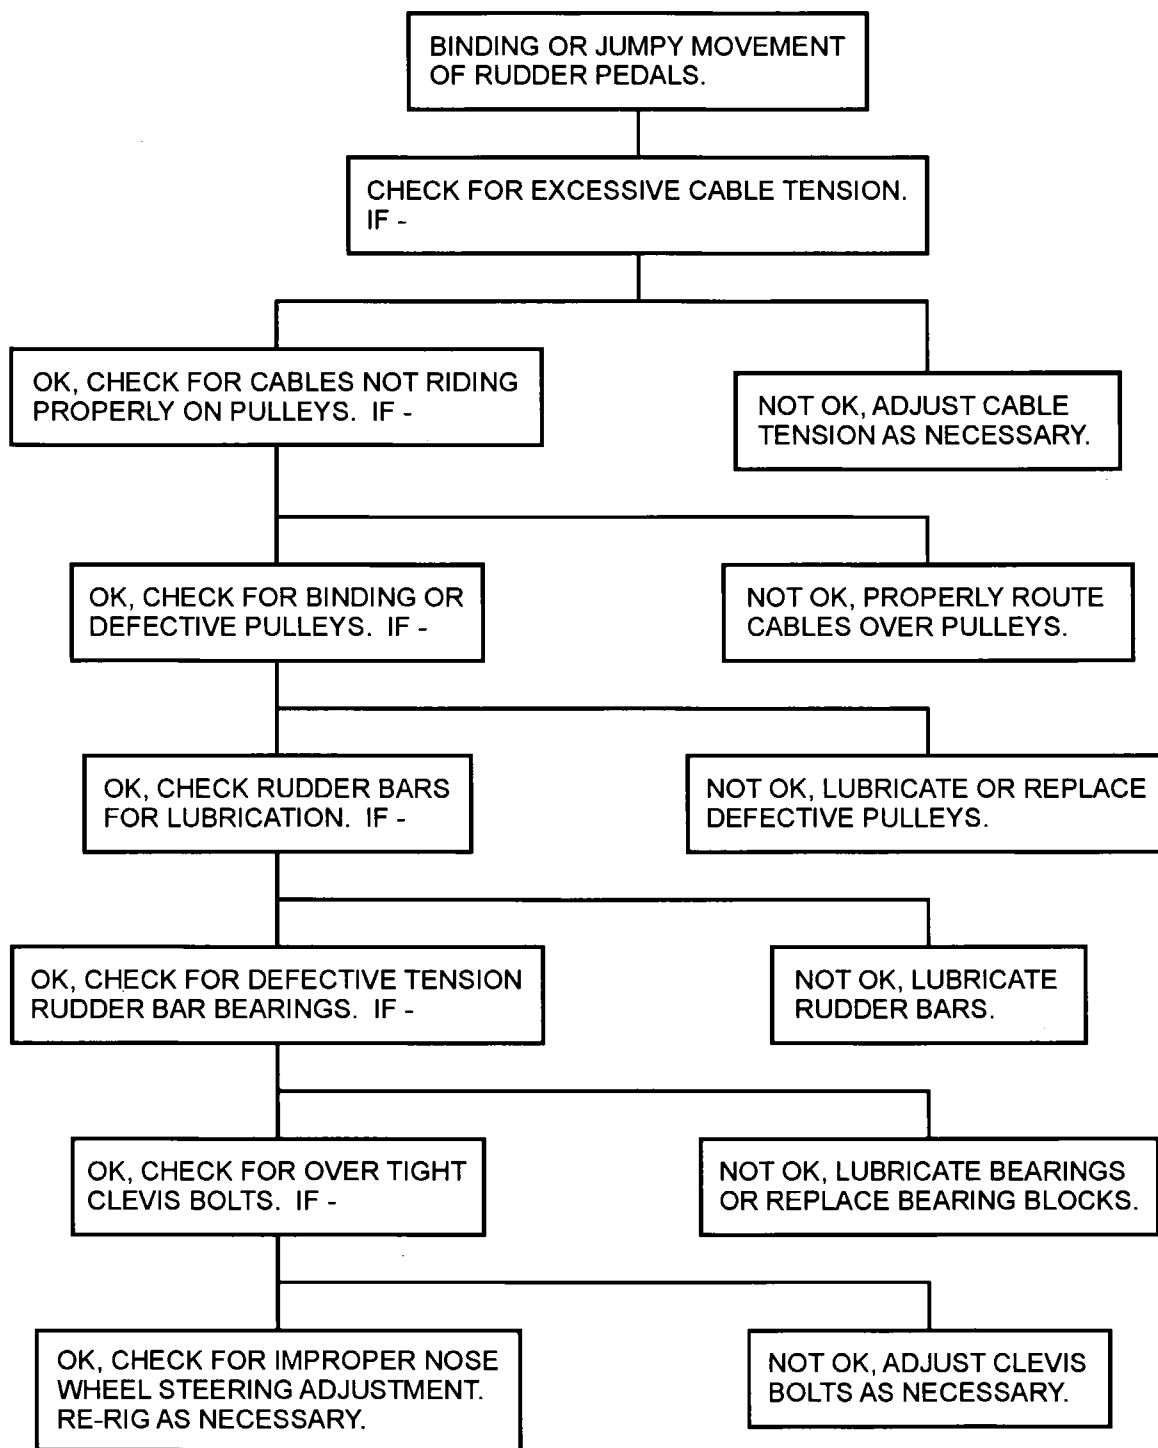 BINDING OR JUMPY MOVEMENT
OF RUDDER PEDALS.
CHECK FOR EXCESSIVE CABLE TENSION.
IF -
OK, CHECK FOR CABLES NOT RIDING
PROPERLY ON PULLEYS. IF -
NOT OK, ADJUST CABLE
TENSION AS NECESSARY.
OK, CHECK FOR BINDING OR
DEFECTIVE PULLEYS. IF -
NOT OK, PROPERLY ROUTE
CABLES OVER PULLEYS.
OK, CHECK RUDDER BARS
FOR LUBRICATION. IF -
NOT OK, LUBRICATE OR REPLACE
DEFECTIVE PULLEYS.
OK, CHECK FOR DEFECTIVE TENSION
RUDDER BAR BEARINGS. IF -
NOT OK, LUBRICATE
RUDDER BARS.
OK, CHECK FOR OVER TIGHT
CLEVIS BOLTS. IF -
NOT OK, LUBRICATE BEARINGS
OR REPLACE BEARING BLOCKS.
OK, CHECK FOR IMPROPER NOSE
WHEEL STEERING ADJUSTMENT.
RE-RIG AS NECESSARY.
NOT OK, ADJUST CLEVIS
BOLTS AS NECESSARY.